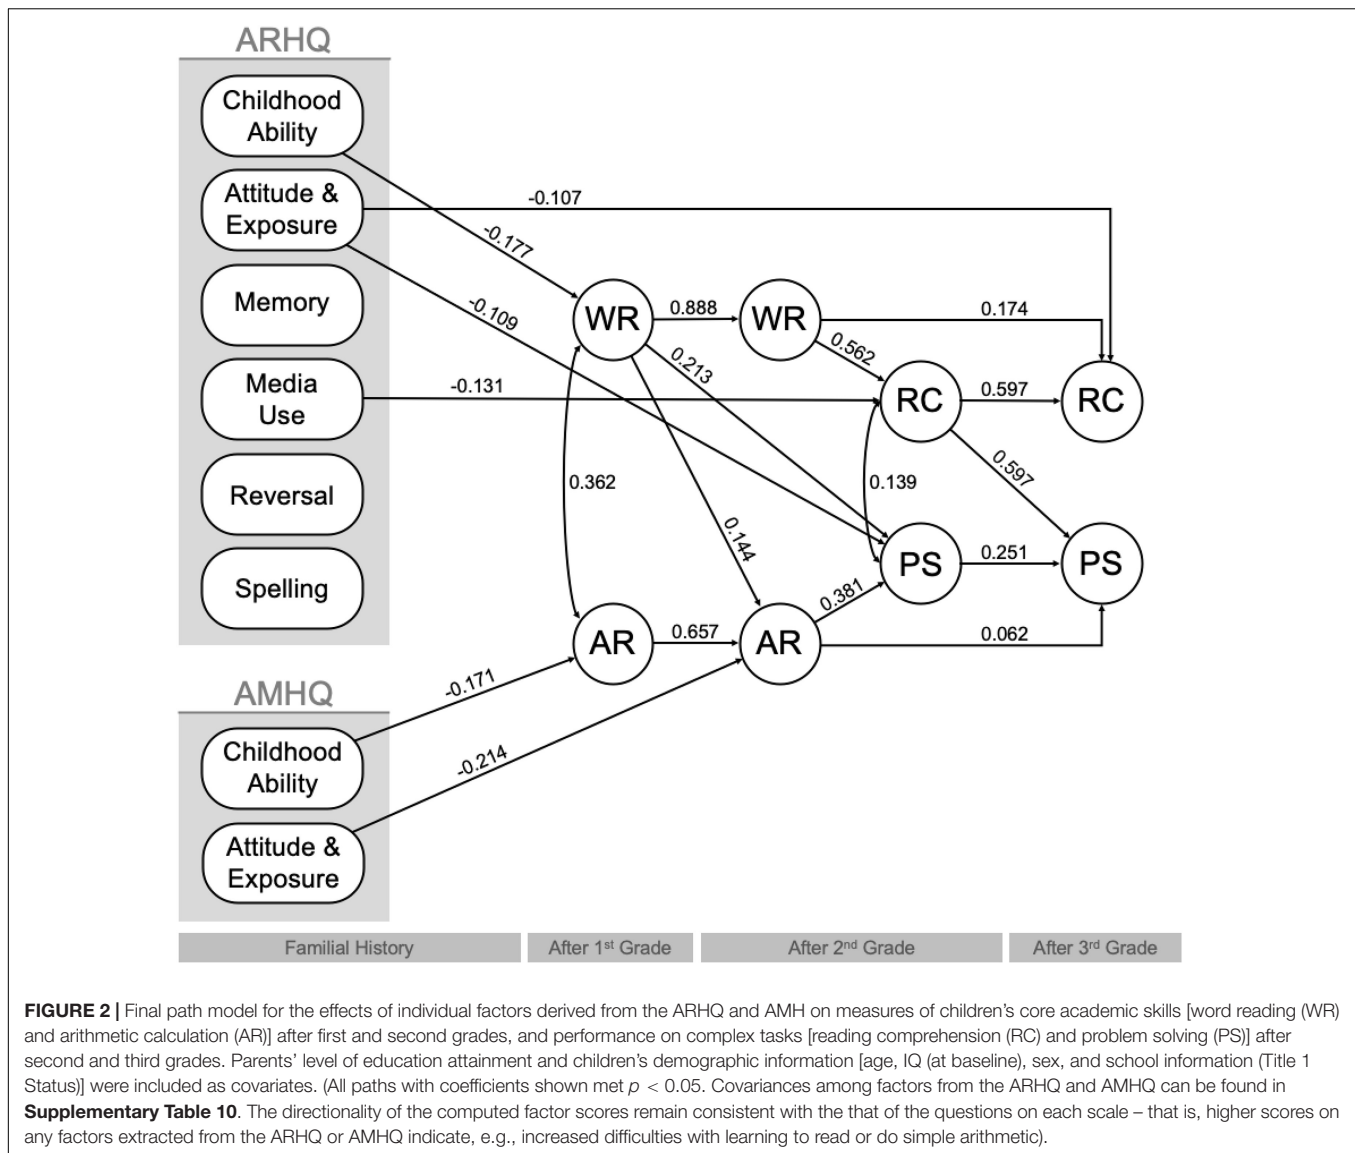 ARHQ
Childhood
Ability
Attitude &
Exposure
Memory
Media
Use
Reversal
Spelling
AMHQ
Childhood
Ability
Attitude &
Exposure
-0.107
-0.177
-0.109
-0.131
-0.171
-0.214
WR
0.888
WR
0.174
0.562
0.213
RC
0.597
RC
0.362
0.144
0.139
0.597
PS
0.251
PS
0.381
AR
0.657
AR
0.062
Familial History
After 1st Grade
After 2nd Grade
After 3rd Grade
FIGURE 2 | Final path model for the effects of individual factors derived from the ARHQ and AMH on measures of children's core academic skills [word reading (WR)
and arithmetic calculation (AR)] after first and second grades, and performance on complex tasks [reading comprehension (RC) and problem solving (PS)] after
second and third grades. Parents' level of education attainment and children's demographic information [age, IQ (at baseline), sex, and school information (Title 1
Status)] were included as covariates. (All paths with coefficients shown met p < 0.05. Covariances among factors from the ARHQ and AMHQ can be found in
Supplementary Table 10. The directionality of the computed factor scores remain consistent with the that of the questions on each scale – that is, higher scores on
any factors extracted from the ARHQ or AMHQ indicate, e.g., increased difficulties with learning to read or do simple arithmetic).